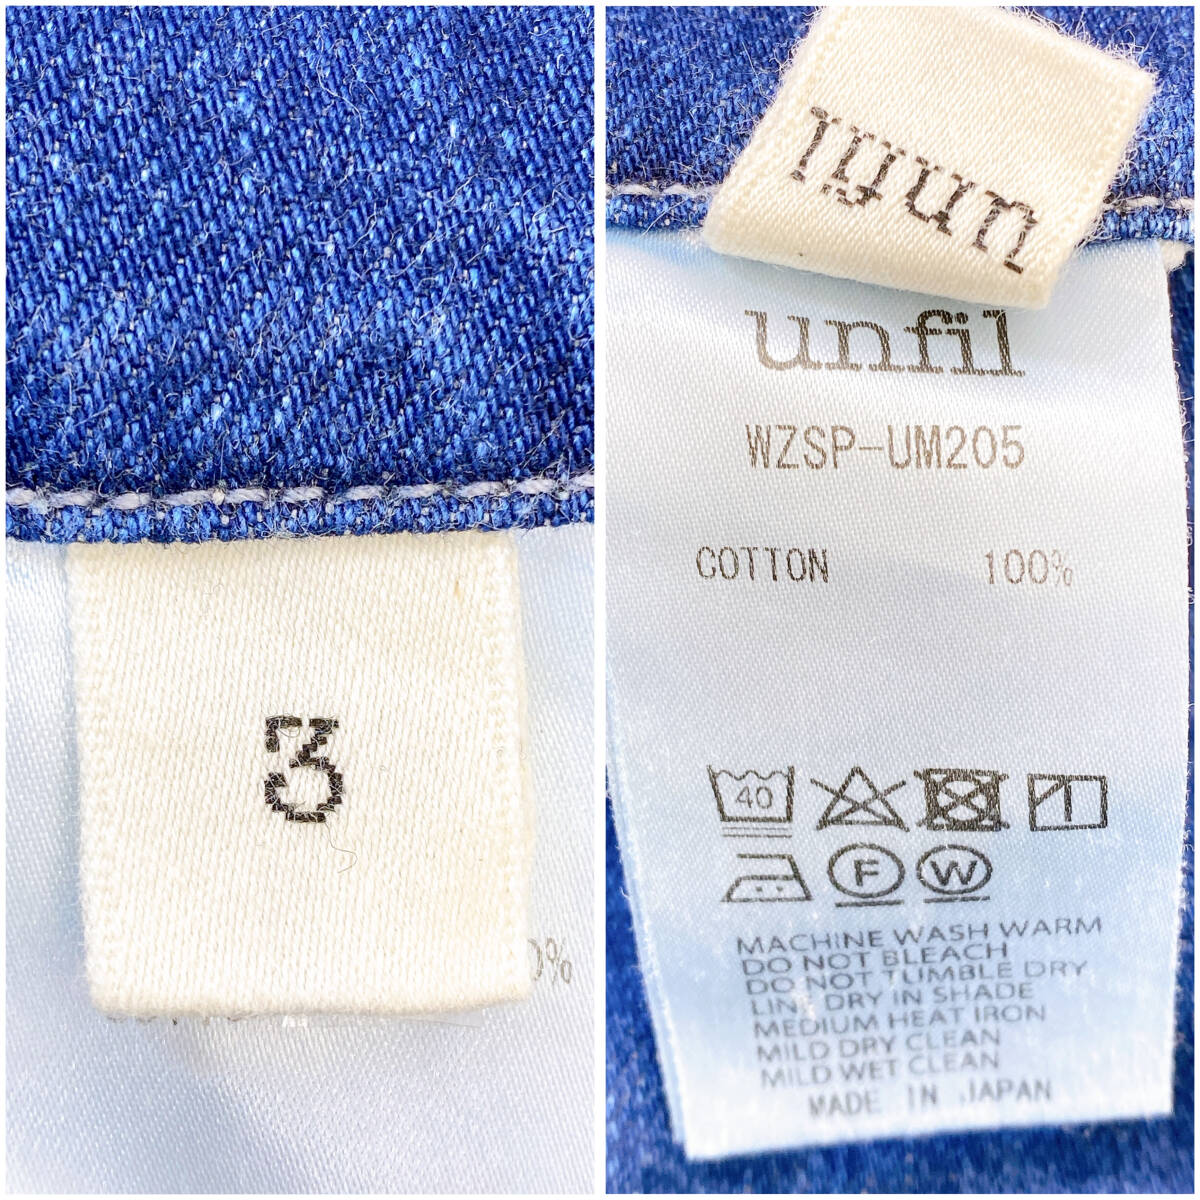 3
0%
unfil
unfil
WZSP-UM205
COTTON 100%
40
F W
MACHINE WASH WARM
DO NOT BLEACH
DO NOT TUMBLE DRY
LINE DRY IN SHADE
MEDIUM HEAT IRON
MILD DRY CLEAN
MILD WET CLEAN
MADE IN JAPAN